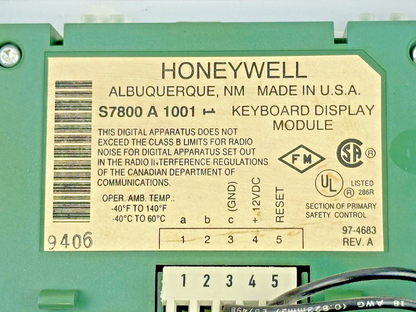 HONEYWELL
ALBUQUERQUE, NM MADE IN U.S.A.
S7800 A 1001 KEYBOARD DISPLAY
MODULE
THIS DIGITAL APPARATUS DOES NOT
EXCEED THE CLASS B LIMITS FOR RADIO
NOISE FOR DIGITAL APPARATUS SET OUT
IN THE RADIO INTERFERENCE REGULATIONS
OF THE CANADIAN DEPARTMENT OF
COMMUNICATIONS.
FM
SA
UL
®
LISTED
286R
SECTION OF PRIMARY
SAFETY CONTROL
OPER. AMB. TEMP.:
-40°F TO 140°F
-40°C TO 60°C
a b c (GND) + 12VDC RESET
1 2 3 4 5
97-4683
REV. A
9406
1 2 3 4 5
18 AWG